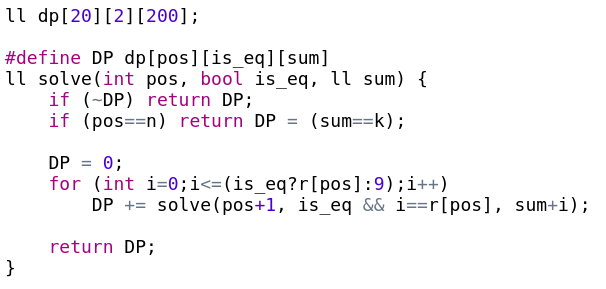 ll dp[20][2][200];
#define DP dp[pos][is_eq][sum]
ll solve(int pos, bool is_eq, ll sum) {
    if (~DP) return DP;
    if (pos==n) return DP = (sum==k);
    DP = 0;
    for (int i=0;i<=(is_eq?r[pos]:9);i++)
        DP += solve(pos+1, is_eq && i==r[pos], sum+i);
    return DP;
}